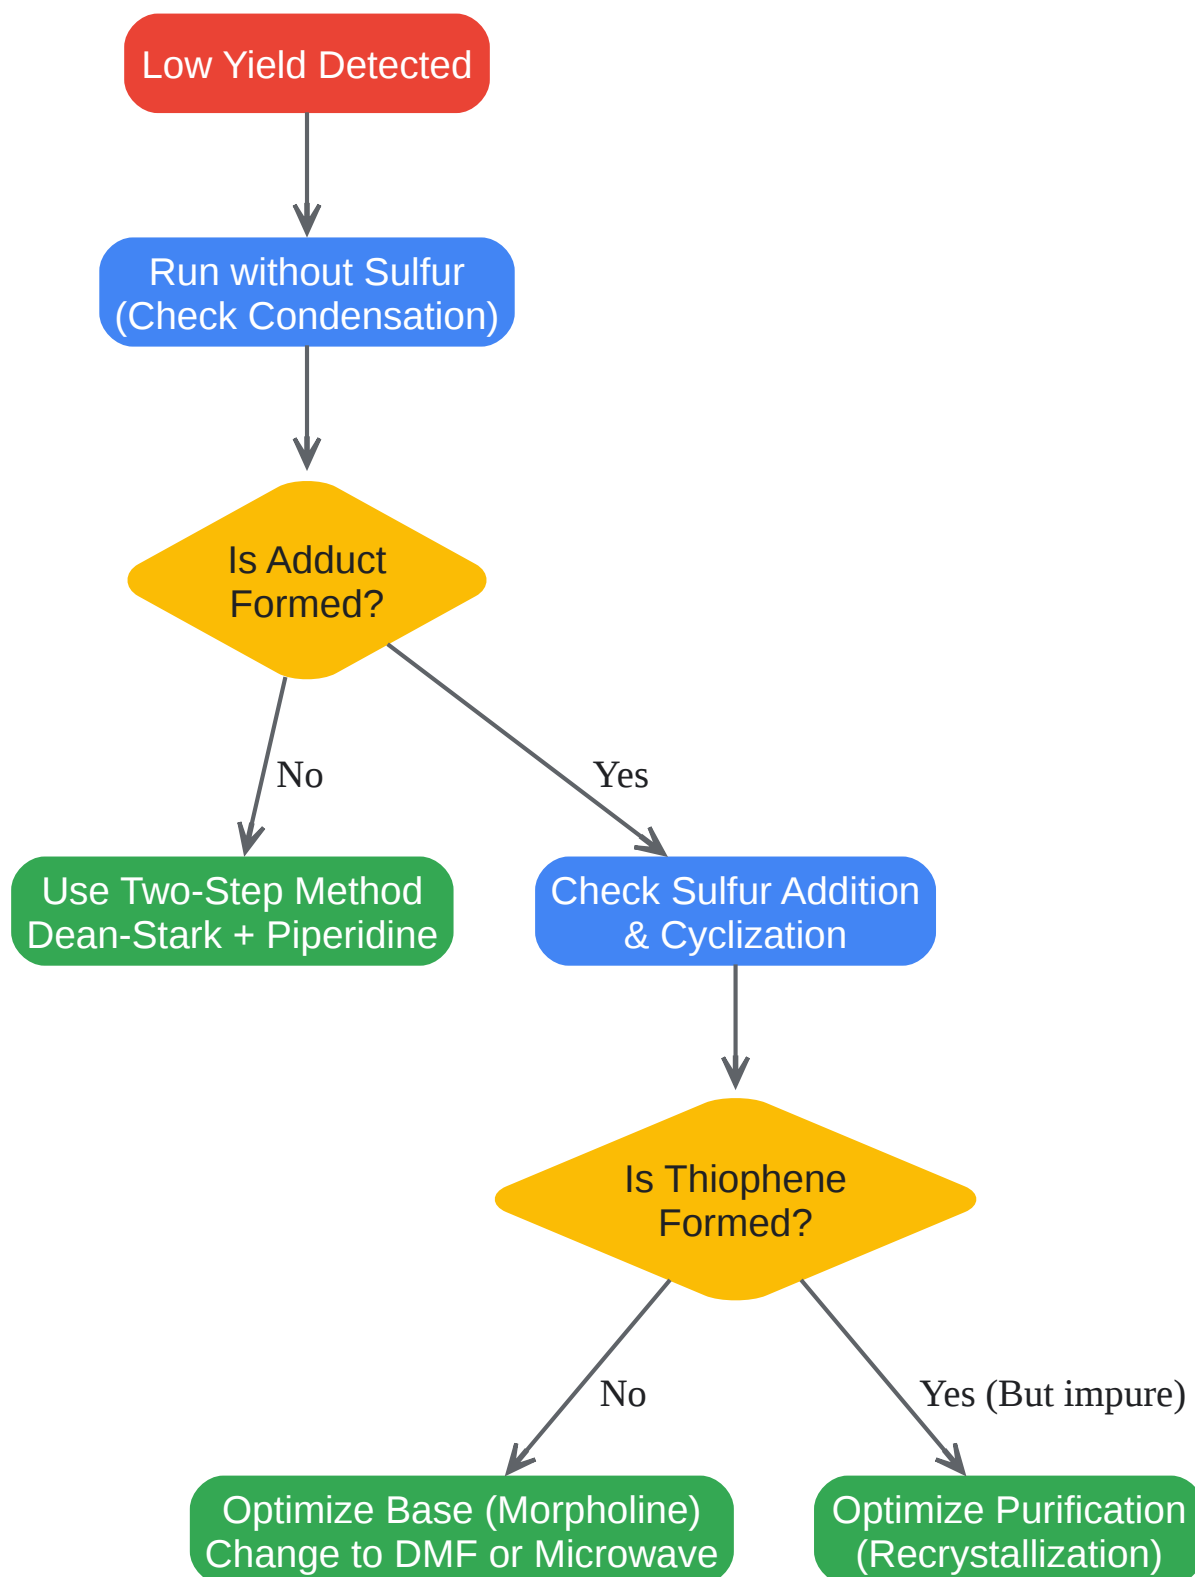 Low Yield Detected
Run without Sulfur
(Check Condensation)
Is Adduct
Formed?
No
Yes
Use Two-Step Method
Dean-Stark + Piperidine
Check Sulfur Addition
& Cyclization
Is Thiophene
Formed?
No
Yes (But impure)
Optimize Base (Morpholine)
Change to DMF or Microwave
Optimize Purification
(Recrystallization)